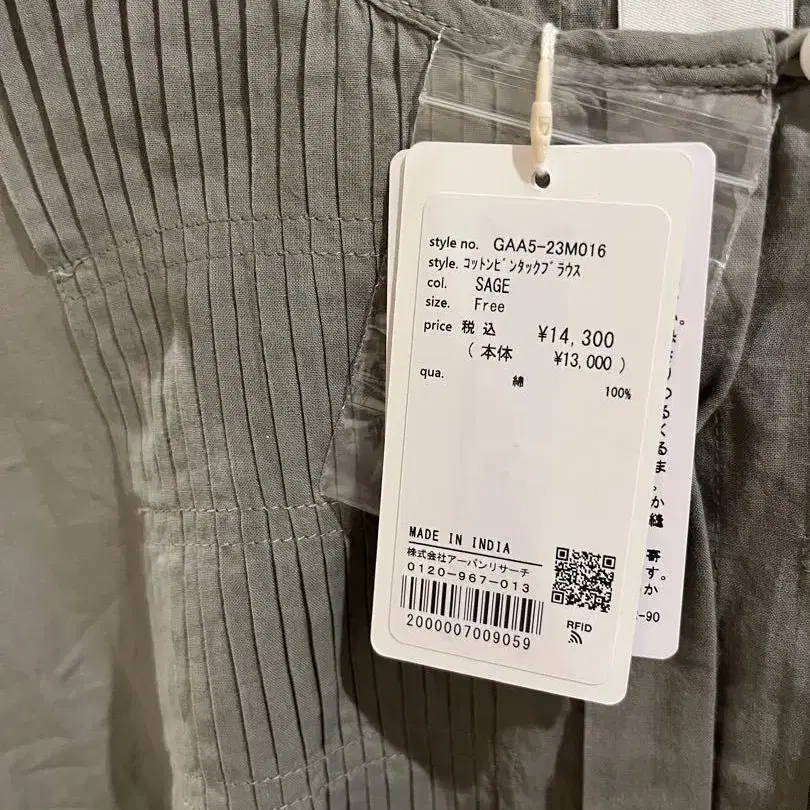 style no. GAA5-23M016
style. ｺｯﾄﾝﾋﾟﾝﾀｯｸﾌﾞﾗｳｽ
col. SAGE
size. Free
price 税込 ¥14,300
( 本体 ¥13,000 )
qua. 綿 100%
MADE IN INDIA
株式会社アーバンリサーチ
0120-967-013
2000007009059
RFID
-90